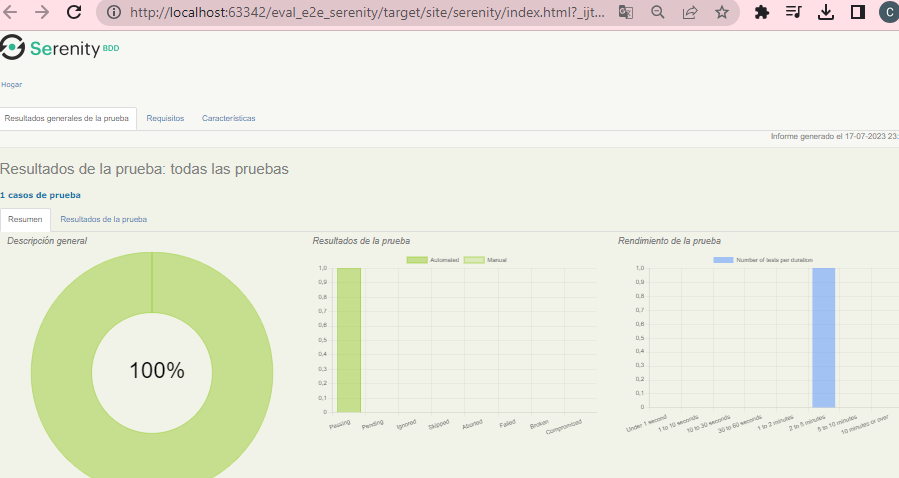 http://localhost:63342/eval_e2e_serenity/target/site/serenity/index.html?_ijt...
C
Serenity BDD
Hogar
Resultados generales de la prueba Requisitos Características
Informe generado el 17-07-2023 23:
Resultados de la prueba: todas las pruebas
1 casos de prueba
Resumen Resultados de la prueba
Descripción general
100%
Resultados de la prueba
Automated Manual
1,0
0,9
0,8
0,7
0,6
0,5
0,4
0,3
0,2
0,1
0
Passing Pending Ignored Skipped Aborted Failed Broken Compromised
Rendimiento de la prueba
Number of tests per duration
1,0
0,9
0,8
0,7
0,6
0,5
0,4
0,3
0,2
0,1
0
Under 1 second 1 to 10 seconds 10 to 30 seconds 30 to 60 seconds 1 to 2 minutes 2 to 5 minutes 5 to 10 minutes 10 minutes or over